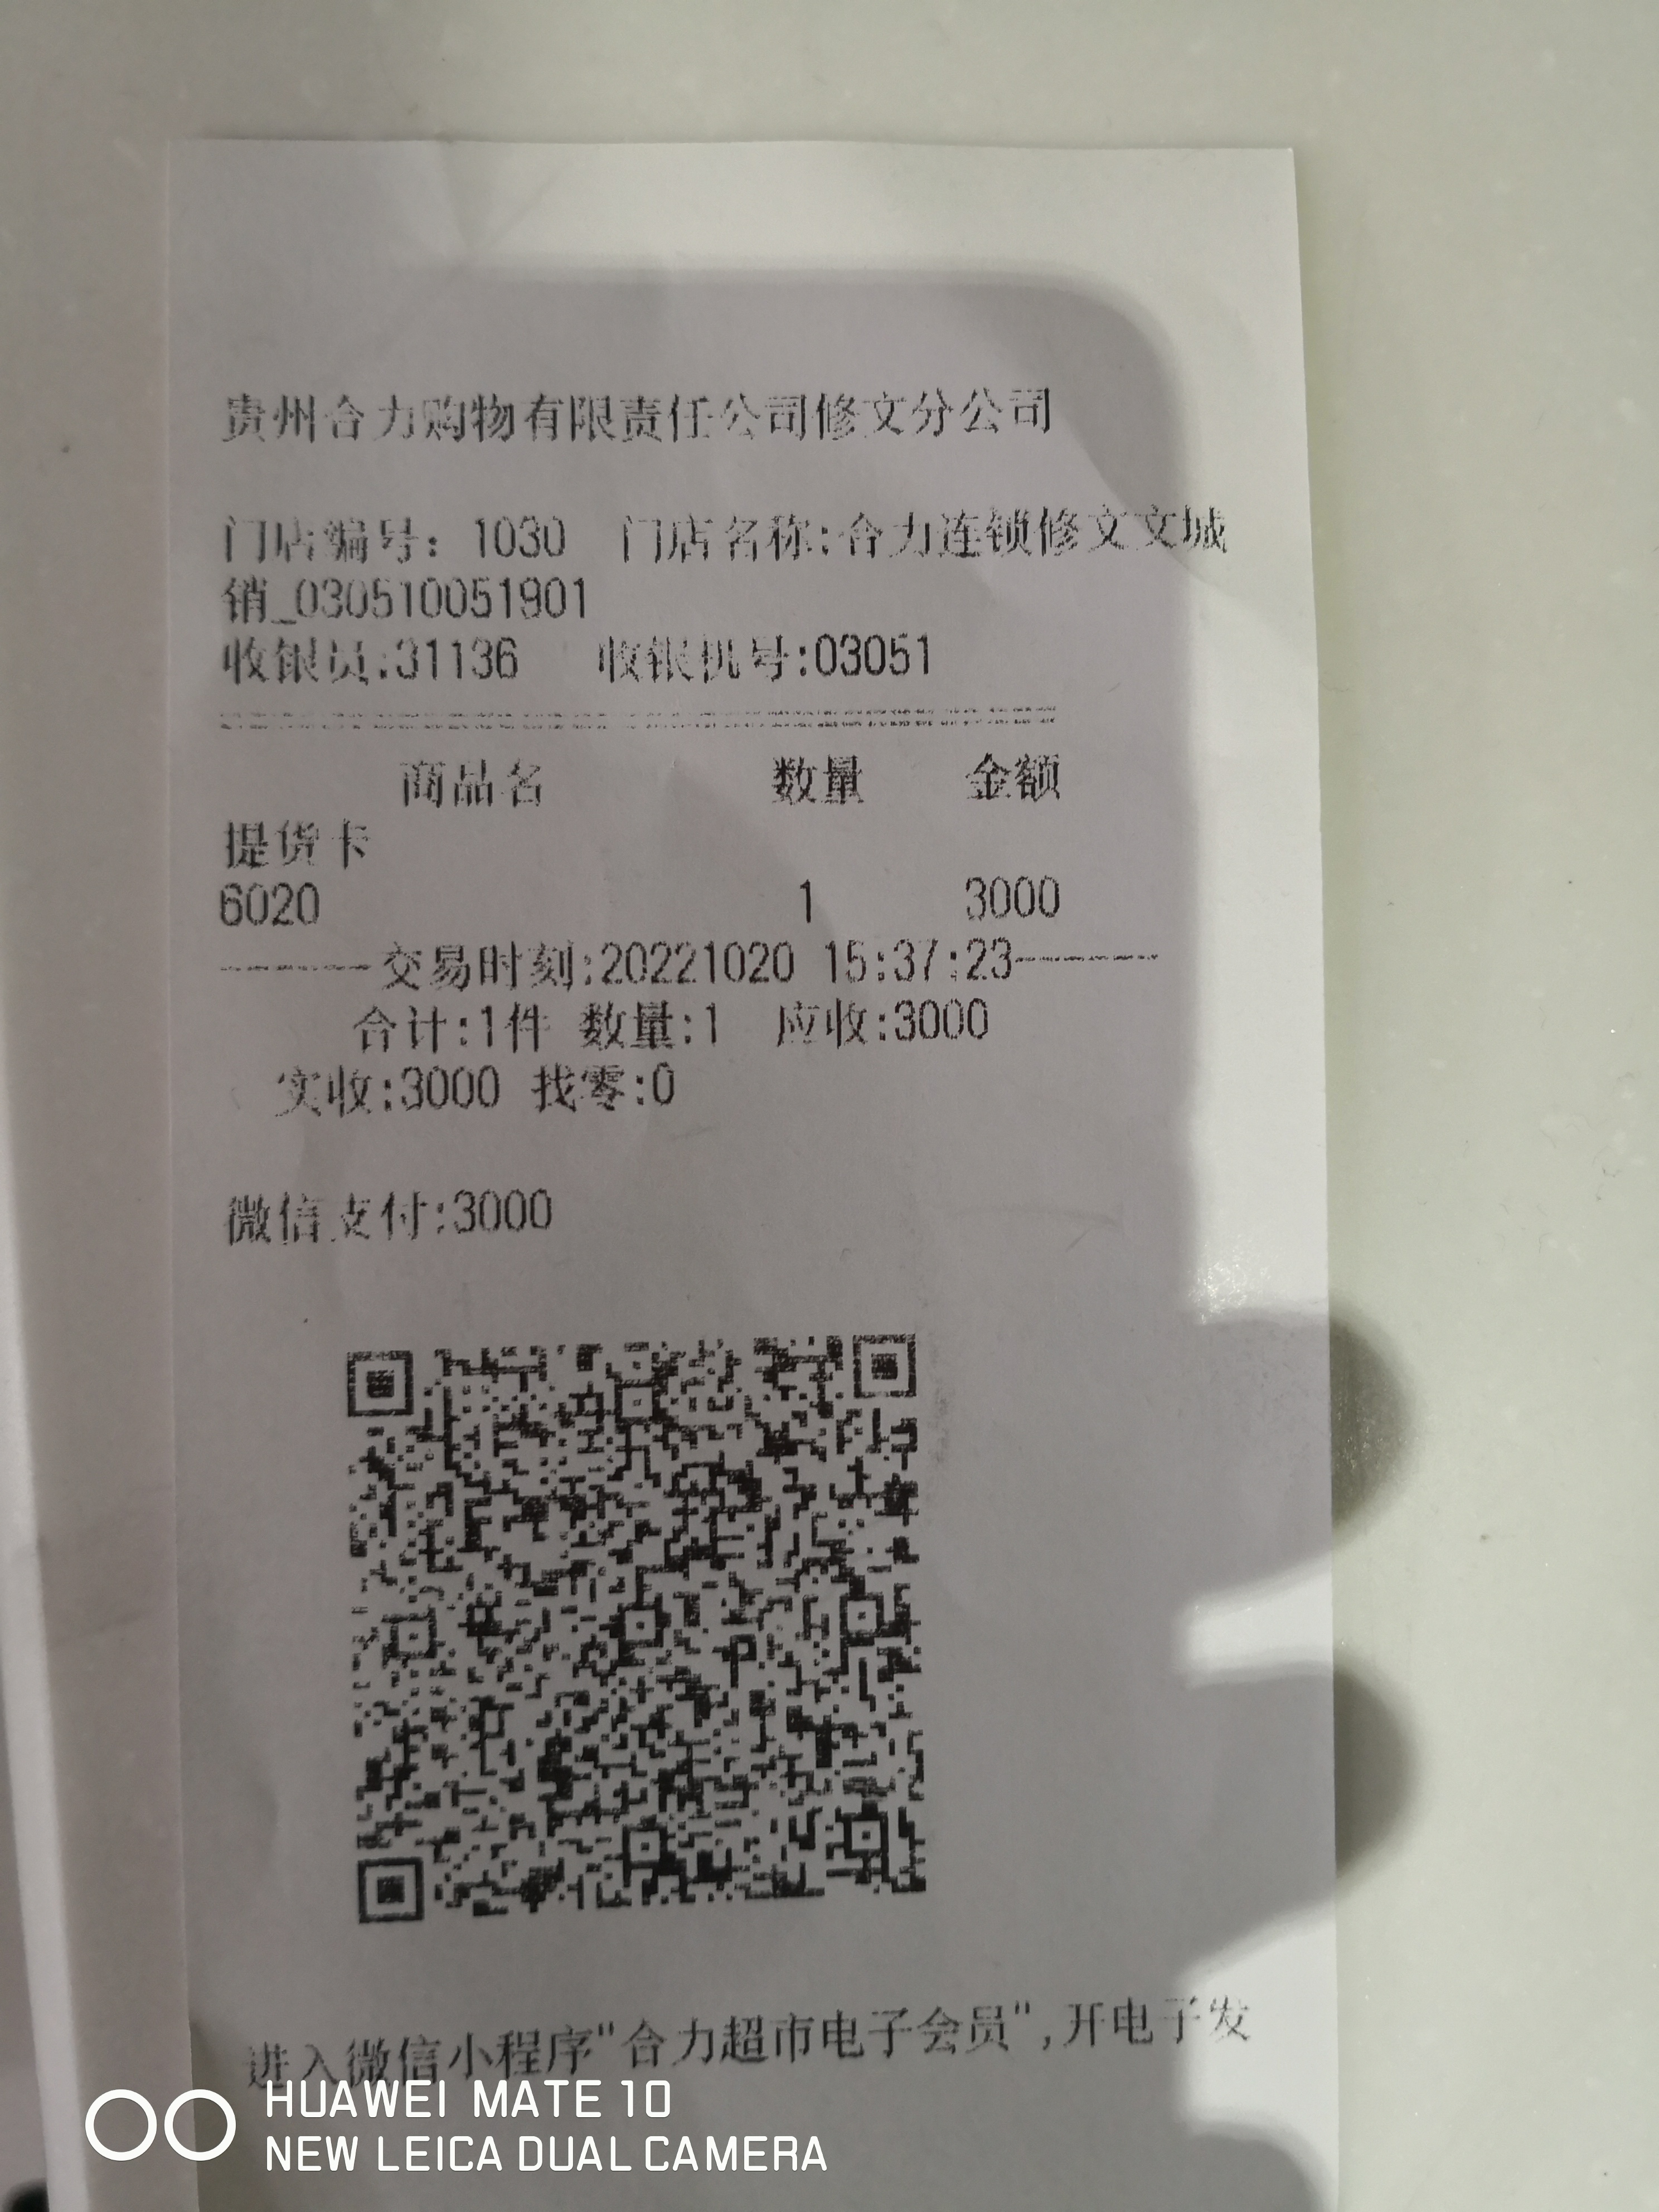 贵州合力购物有限责任公司修文分公司
门店编号：1030 门店名称:合力连锁修文文城
销_030510051901
收银员:31136 收银机号:03051
商品名 数量 金额
提货卡
6020 1 3000
------交易时刻:20221020 15:37:23------
合计:1件 数量:1 应收:3000
实收:3000 找零:0
微信支付:3000
进入微信小程序"合力超市电子会员",开电子发
HUAWEI MATE 10
NEW LEICA DUAL CAMERA